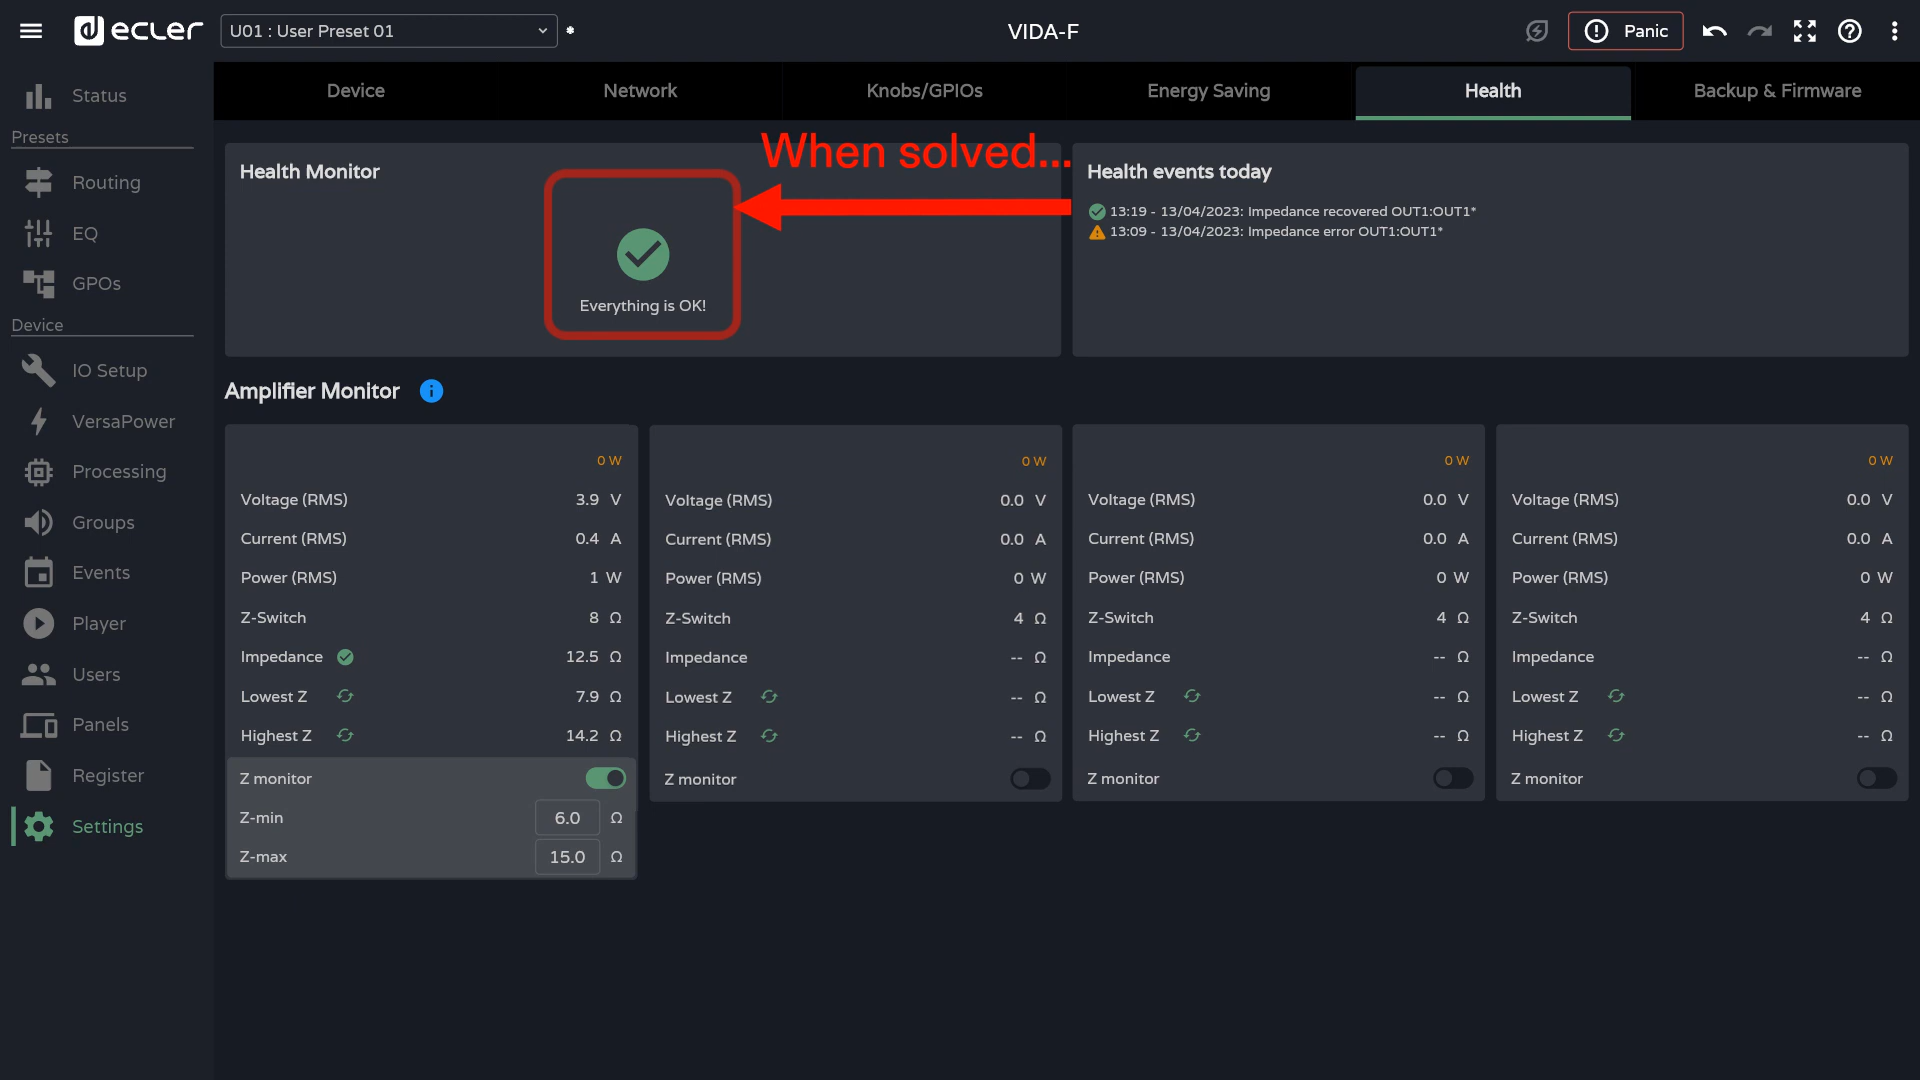 ecler
U01 : User Preset 01
*
VIDA-F
Panic
Status
Presets
Routing
EQ
GPOs
Device
IO Setup
VersaPower
Processing
Groups
Events
Player
Users
Panels
Register
Settings
Device
Network
Knobs/GPIOs
Energy Saving
Health
Backup & Firmware
When solved...
Health Monitor
Everything is OK!
Health events today
13:19 - 13/04/2023: Impedance recovered OUT1:OUT1*
13:09 - 13/04/2023: Impedance error OUT1:OUT1*
Amplifier Monitor
0 W
Voltage (RMS) 3.9 V
Current (RMS) 0.4 A
Power (RMS) 1 W
Z-Switch 8 Ω
Impedance 12.5 Ω
Lowest Z 7.9 Ω
Highest Z 14.2 Ω
Z monitor
Z-min 6.0 Ω
Z-max 15.0 Ω
0 W
Voltage (RMS) 0.0 V
Current (RMS) 0.0 A
Power (RMS) 0 W
Z-Switch 4 Ω
Impedance -- Ω
Lowest Z -- Ω
Highest Z -- Ω
Z monitor
0 W
Voltage (RMS) 0.0 V
Current (RMS) 0.0 A
Power (RMS) 0 W
Z-Switch 4 Ω
Impedance -- Ω
Lowest Z -- Ω
Highest Z -- Ω
Z monitor
0 W
Voltage (RMS) 0.0 V
Current (RMS) 0.0 A
Power (RMS) 0 W
Z-Switch 4 Ω
Impedance -- Ω
Lowest Z -- Ω
Highest Z -- Ω
Z monitor